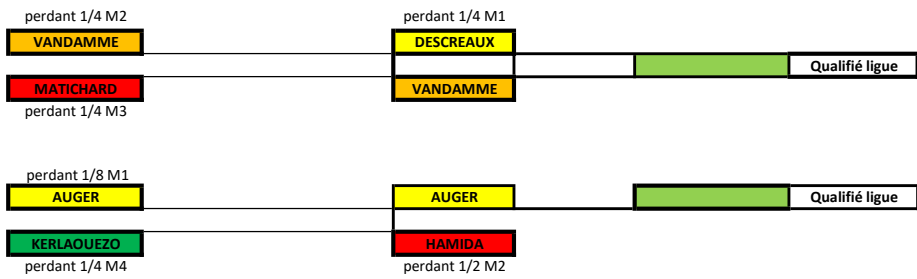 perdant 1/4 M2
perdant 1/4 M1
VANDAMME
DESCREAUX
Qualifié ligue
MATICHARD
VANDAMME
perdant 1/4 M3
perdant 1/8 M1
AUGER
AUGER
Qualifié ligue
KERLAOUEZO
HAMIDA
perdant 1/4 M4
perdant 1/2 M2